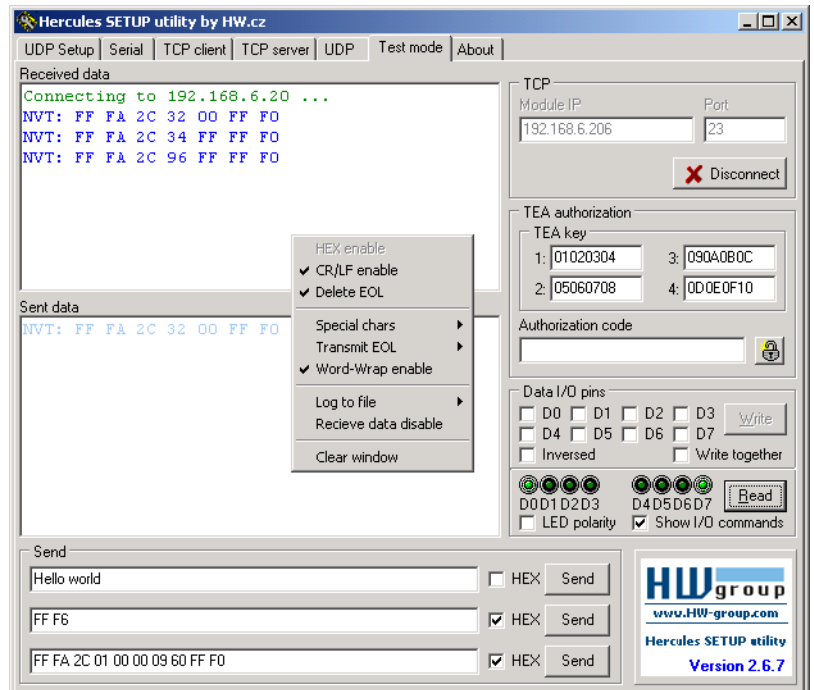 Hercules SETUP utility by HW.cz
UDP Setup Serial TCP client TCP server UDP Test mode About
Received data
Connecting to 192.168.6.20 ...
NVT: FF FA 2C 32 00 FF F0
NVT: FF FA 2C 34 FF FF F0
NVT: FF FA 2C 96 FF FF F0
HEX enable
CR/LF enable
Delete EOL
Special chars
Transmit EOL
Word-Wrap enable
Log to file
Recieve data disable
Clear window
Sent data
NVT: FF FA 2C 32 00 FF F0
TCP
Module IP Port
192.168.6.206 23
Disconnect
TEA authorization
TEA key
1: 01020304 3: 090A0B0C
2: 05060708 4: 0D0E0F10
Authorization code
Data I/O pins
D0 D1 D2 D3 Write
D4 D5 D6 D7
Inversed Write together
D0D1D2D3 D4D5D6D7 Read
LED polarity Show I/O commands
Send
Hello world HEX Send
FF F6 HEX Send
FF FA 2C 01 00 00 09 60 FF F0 HEX Send
HW group
www.HW-group.com
Hercules SETUP utility
Version 2.6.7